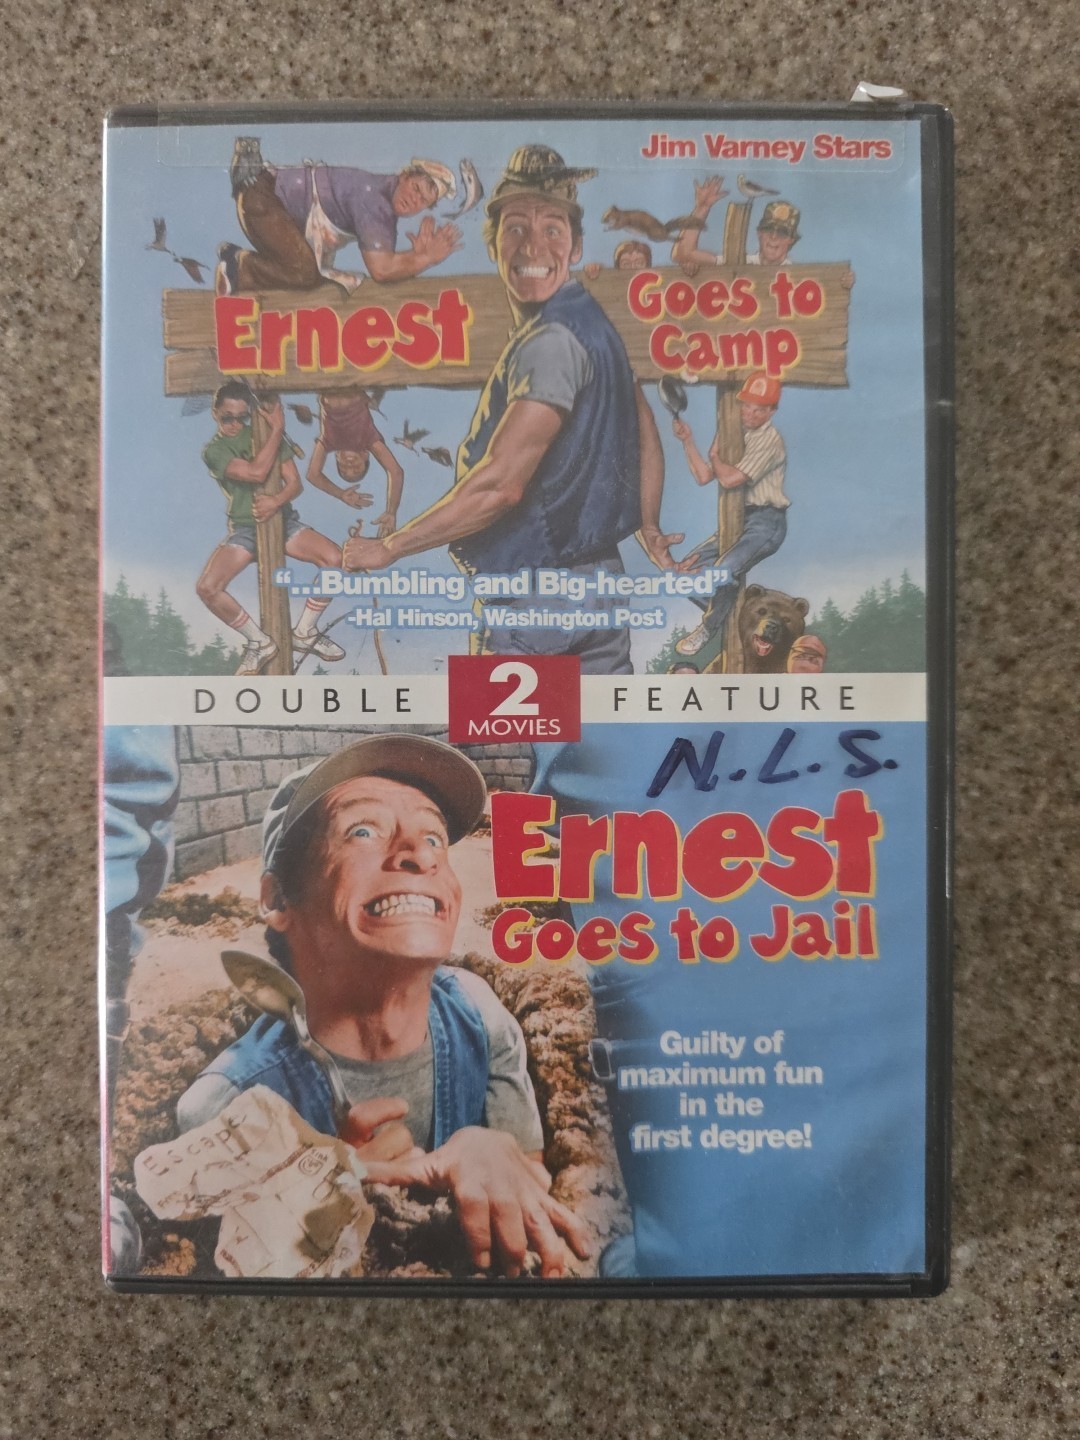 Jim Varney Stars
Ernest
Goes to
Camp
"...Bumbling and Big-hearted"
-Hal Hinson, Washington Post
DOUBLE 2 FEATURE
MOVIES
N.L.S.
Ernest
Goes to Jail
Guilty of
maximum fun
in the
first degree!
Escape